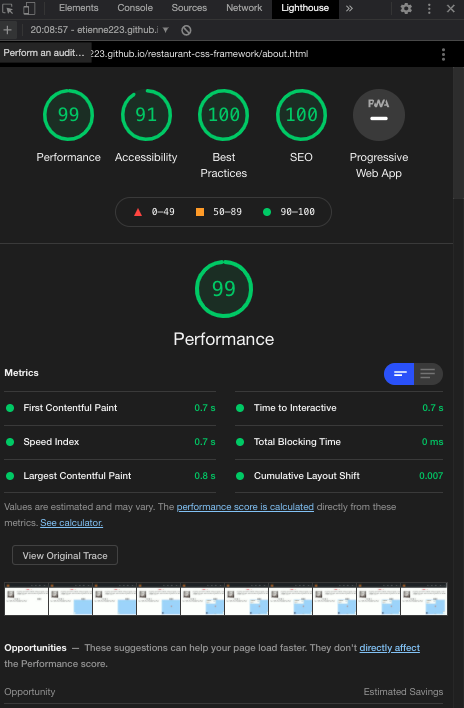 Elements Console Sources Network Lighthouse »
+ 20:08:57 - etienne223.github.i
Perform an audit… 223.github.io/restaurant-css-framework/about.html
99 91 100 100 PWA
Performance Accessibility Best Practices SEO Progressive Web App
0–49 50–89 90–100
99
Performance
Metrics
First Contentful Paint 0.7 s Time to Interactive 0.7 s
Speed Index 0.7 s Total Blocking Time 0 ms
Largest Contentful Paint 0.8 s Cumulative Layout Shift 0.007
Values are estimated and may vary. The performance score is calculated directly from these
metrics. See calculator.
View Original Trace
Opportunities — These suggestions can help your page load faster. They don't directly affect
the Performance score.
Opportunity Estimated Savings